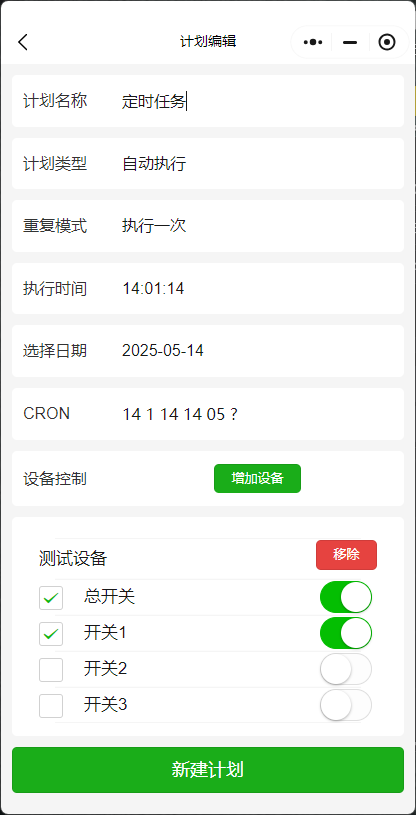 计划编辑
计划名称 定时任务
计划类型 自动执行
重复模式 执行一次
执行时间 14:01:14
选择日期 2025-05-14
CRON 14 1 14 14 05 ?
设备控制 增加设备
测试设备 移除
总开关
开关1
开关2
开关3
新建计划